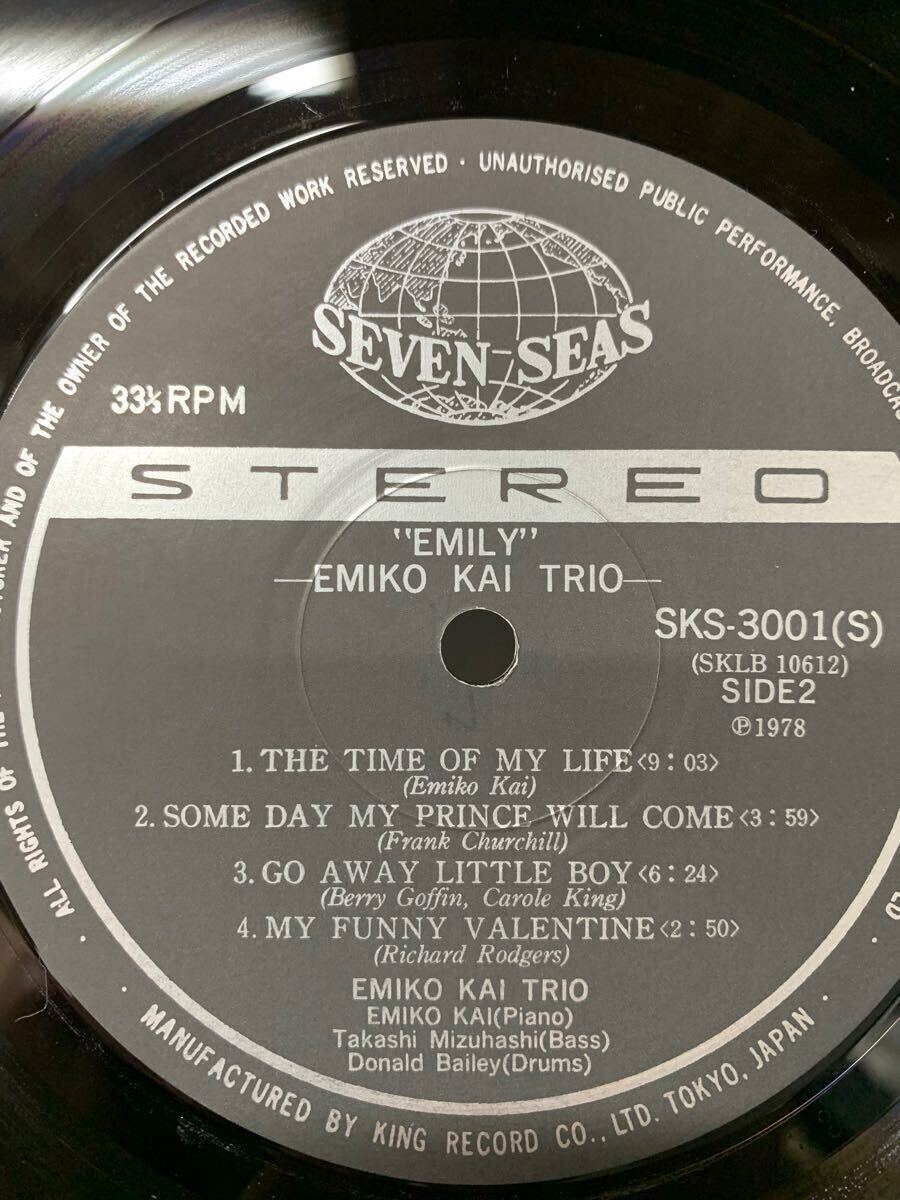 ALL RIGHTS OF THE AND OF THE OWNER OF THE RECORDED WORK RESERVED · UNAUTHORISED PUBLIC PERFORMANCE,
SEVEN SEAS
33⅓RPM
STEREO
"EMILY"
—EMIKO KAI TRIO—
SKS-3001(S)
(SKLB 10612)
SIDE2
℗1978
1. THE TIME OF MY LIFE<9:03>
(Emiko Kai)
2. SOME DAY MY PRINCE WILL COME<3:59>
(Frank Churchill)
3. GO AWAY LITTLE BOY<6:24>
(Berry Goffin, Carole King)
4. MY FUNNY VALENTINE<2:50>
(Richard Rodgers)
EMIKO KAI TRIO
EMIKO KAI(Piano)
Takashi Mizuhashi(Bass)
Donald Bailey(Drums)
· MANUFACTURED BY KING RECORD CO., LTD. TOKYO, JAPAN ·